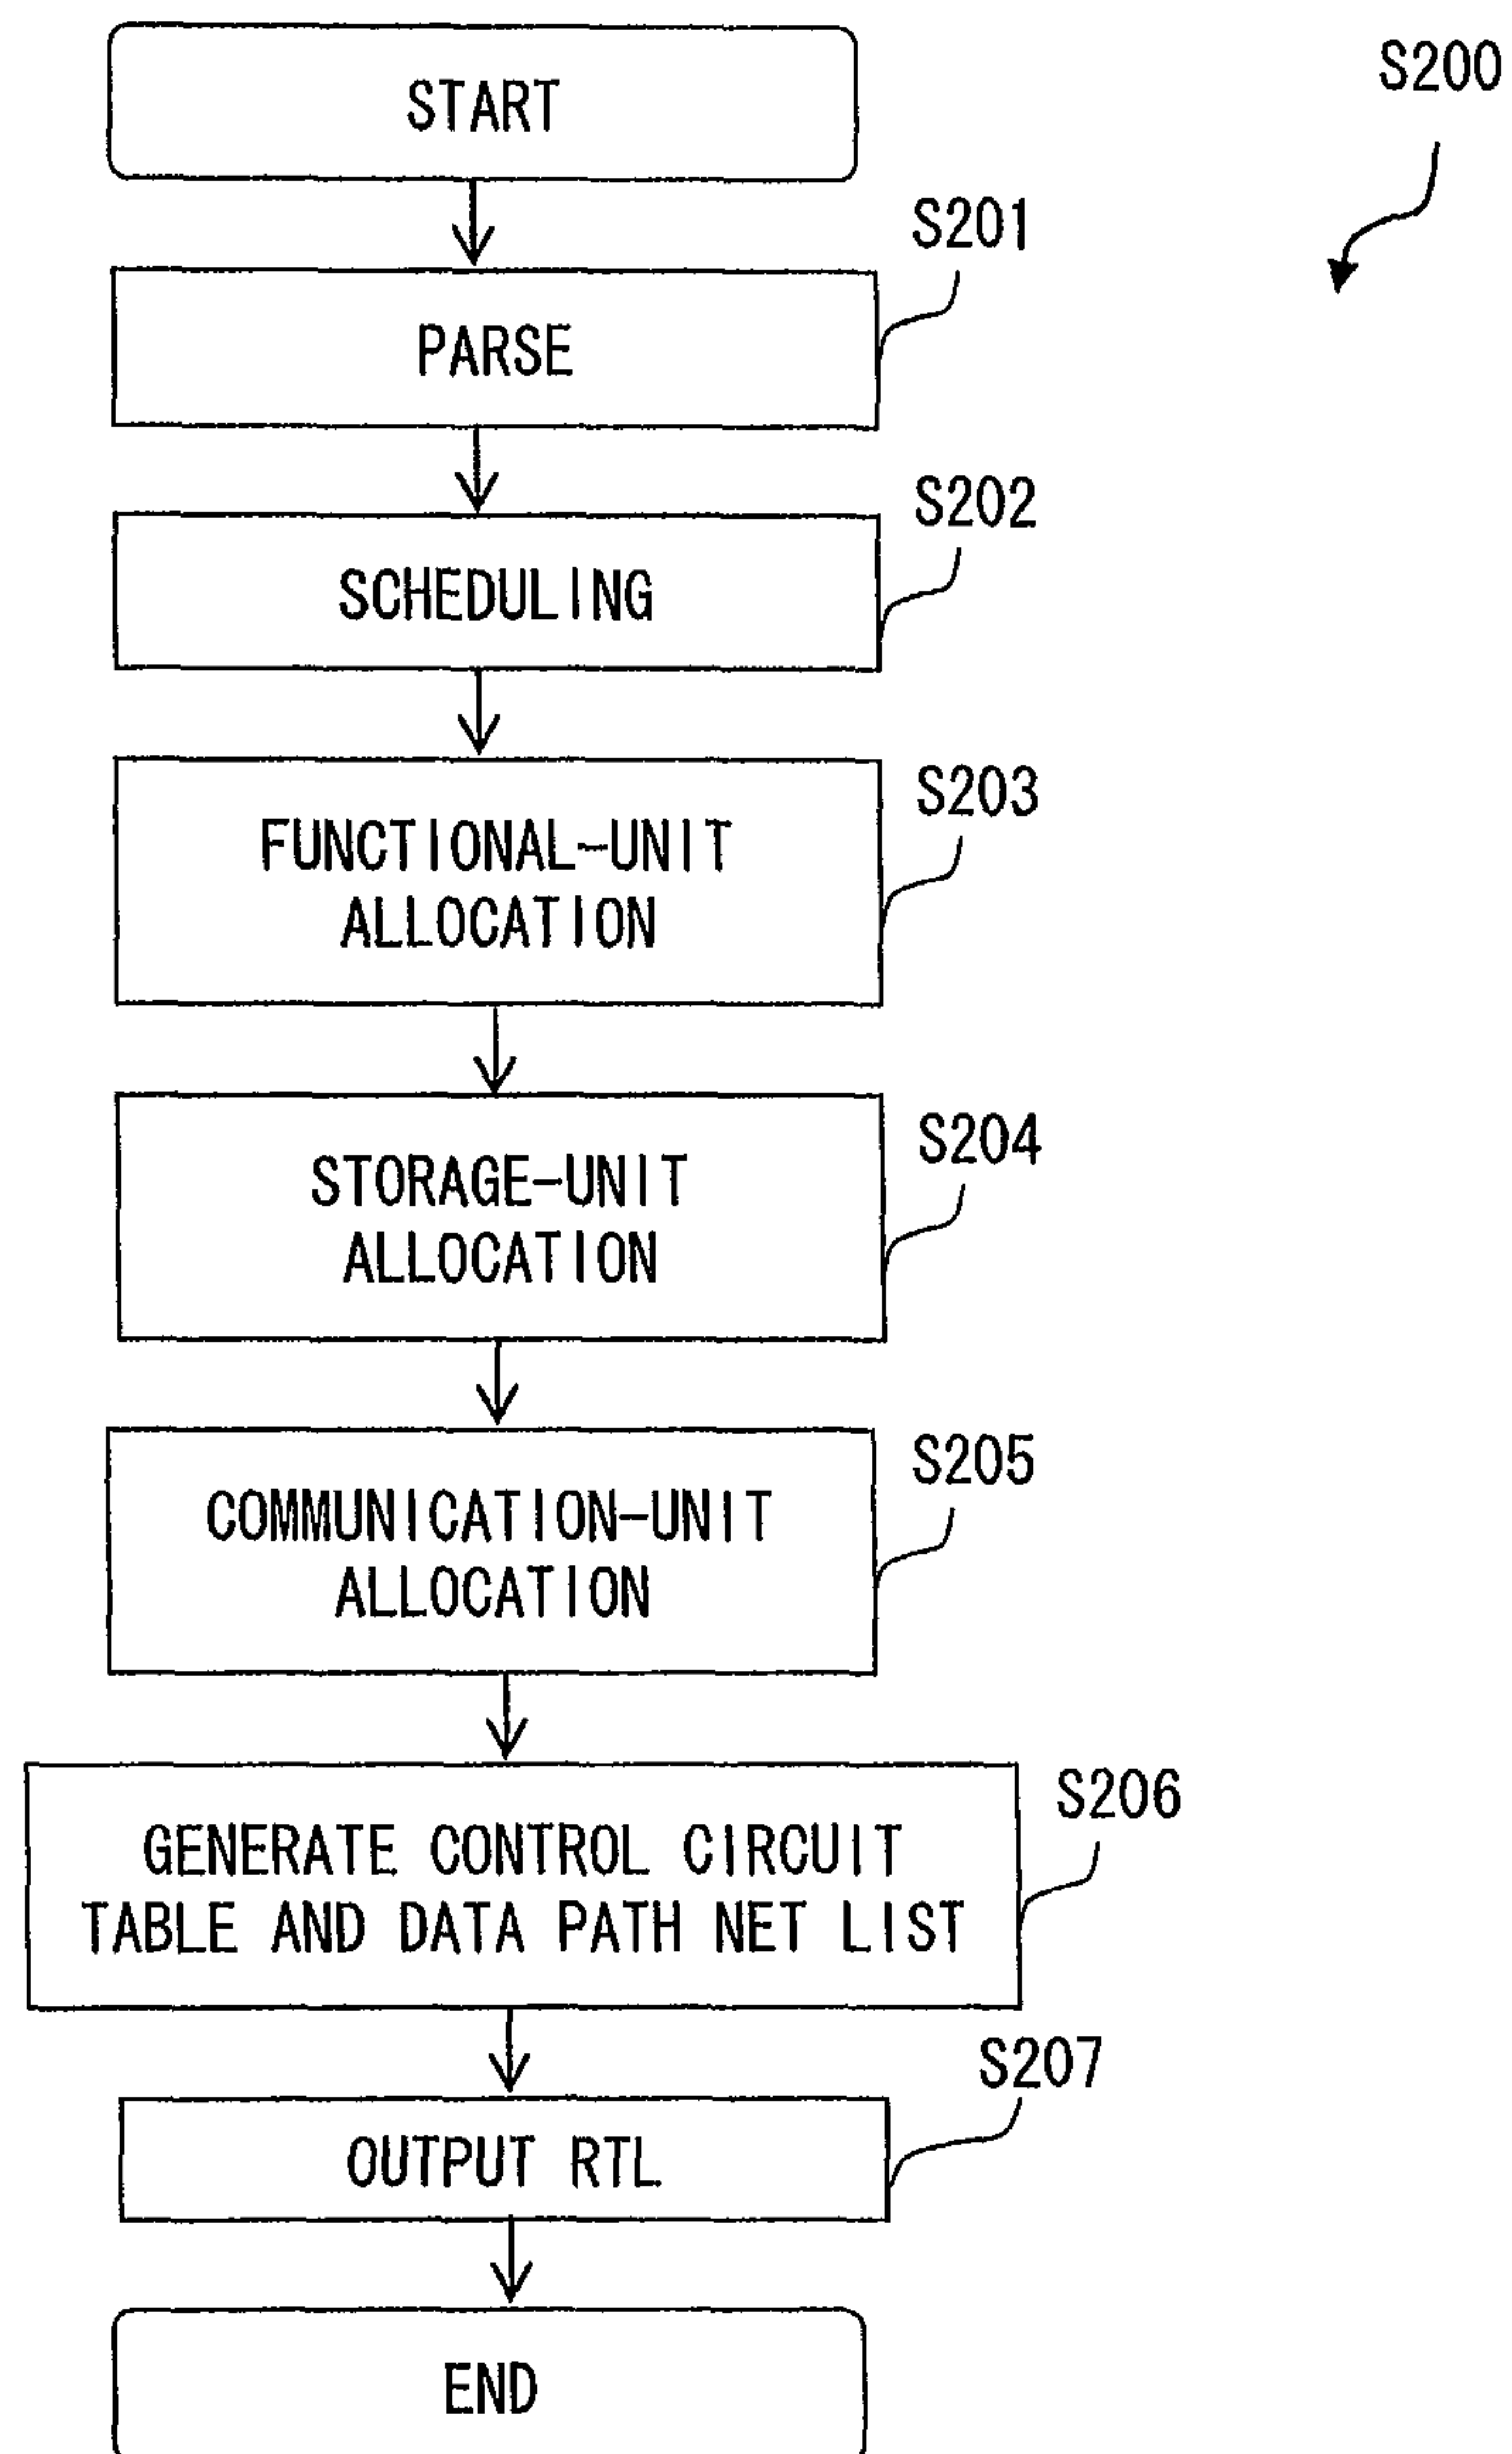 START
S200
S201
PARSE
S202
SCHEDULING
S203
FUNCTIONAL-UNIT
ALLOCATION
S204
STORAGE-UNIT
ALLOCATION
S205
COMMUNICATION-UNIT
ALLOCATION
S206
GENERATE CONTROL CIRCUIT
TABLE AND DATA PATH NET LIST
S207
OUTPUT RTL
END